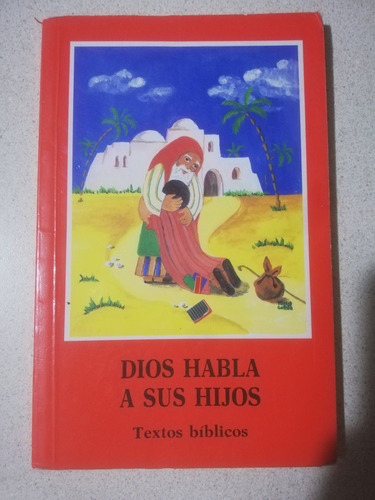 DIOS HABLA
A SUS HIJOS
Textos bíblicos